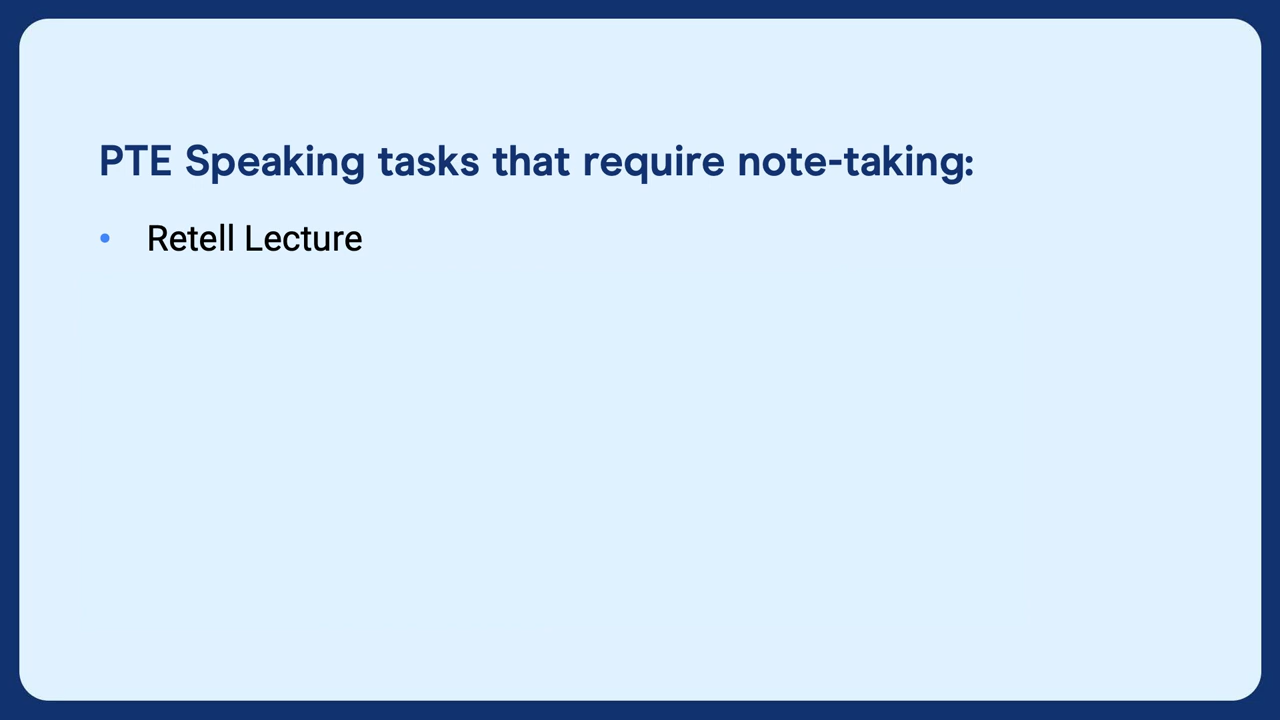 PTE Speaking tasks that require note-taking:
• Retell Lecture